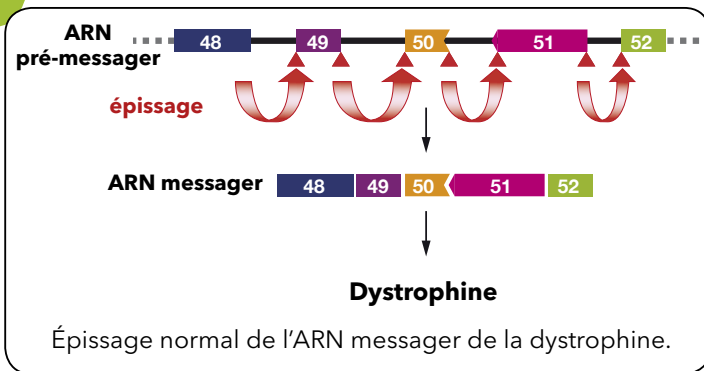 ARN
pré-messager
48 49 50 51 52
épissage
ARN messager
48 49 50 51 52
Dystrophine
Épissage normal de l'ARN messager de la dystrophine.